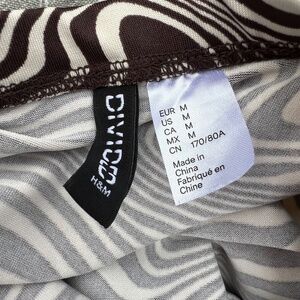 DIVIDED
H&M
EUR M
US M
CA M
MX M
CN 170/80A
Made in
China
Fabriqué en
Chine